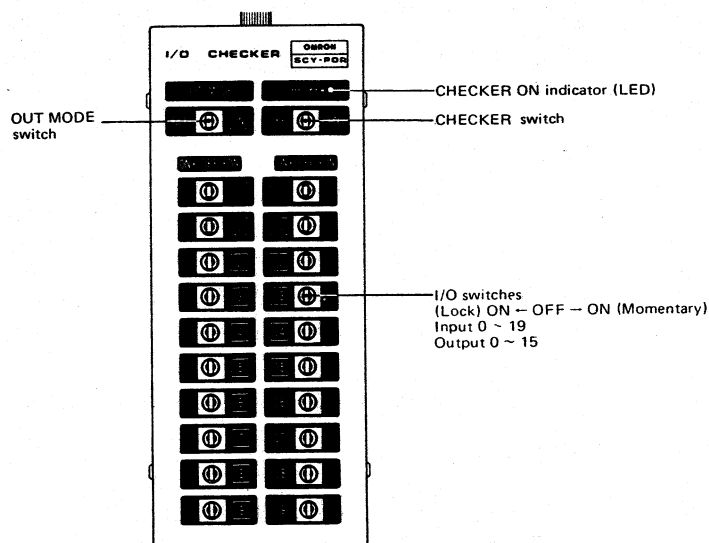 I/O CHECKER
OMRON
SCY-POR
CHECKER ON indicator (LED)
OUT MODE
switch
CHECKER switch
I/O switches
(Lock) ON ← OFF → ON (Momentary)
Input 0 ~ 19
Output 0 ~ 15